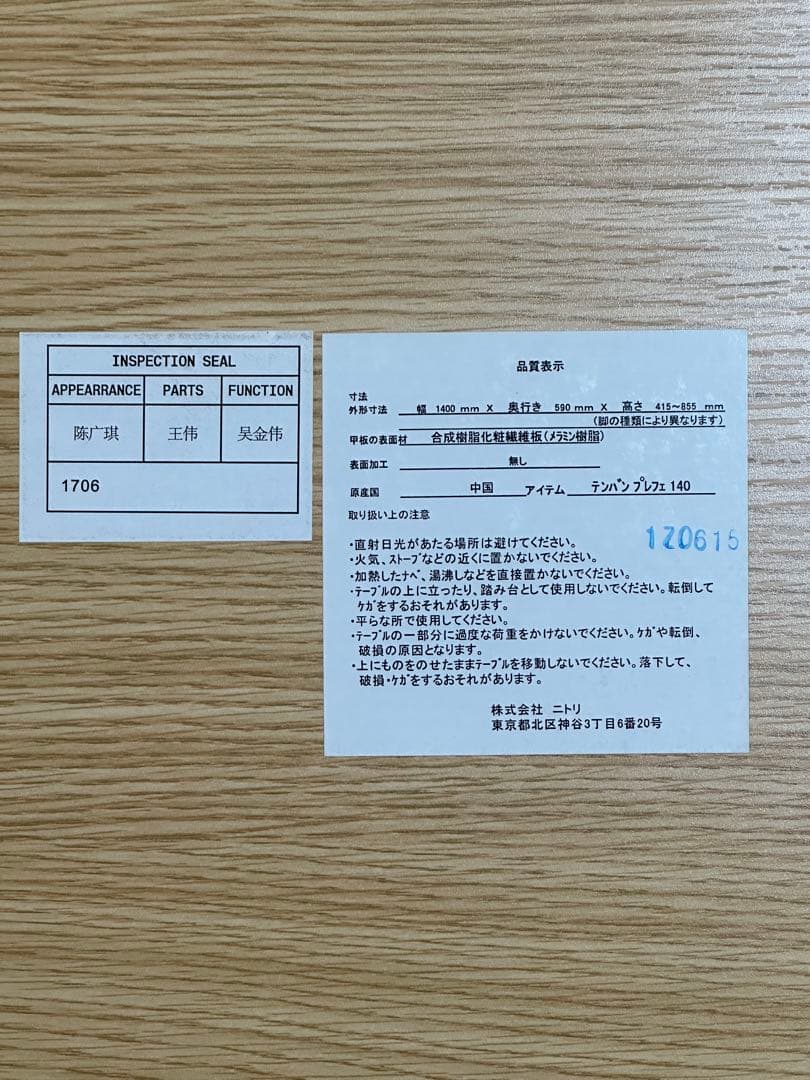 INSPECTION SEAL
APPEARRANCE PARTS FUNCTION
陈广琪 王伟 吴金伟
1706
品質表示
寸法
外形寸法 幅 1400 mm X 奥行き 590 mm X 高さ 415~855 mm
(脚の種類により異なります)
甲板の表面材 合成樹脂化粧繊維板(ﾒﾗﾐﾝ樹脂)
表面加工 無し
原産国 中国 アイテム ﾃﾝﾊﾞﾝ ﾌﾟﾚﾌｪ 140
取り扱い上の注意
170615
・直射日光があたる場所は避けてください。
・火気、ｽﾄｰﾌﾞなどの近くに置かないでください。
・加熱したﾅﾍﾞ、湯沸しなどを直接置かないでください。
・ﾃｰﾌﾞﾙの上に立ったり、踏み台として使用しないでください。転倒して
ｹｶﾞをするおそれがあります。
・平らな所で使用してください。
・ﾃｰﾌﾞﾙの一部分に過度な荷重をかけないでください。ｹｶﾞや転倒、
破損の原因となります。
・上にものをのせたままﾃｰﾌﾞﾙを移動しないでください。落下して、
破損・ｹｶﾞをするおそれがあります。
株式会社 ニトリ
東京都北区神谷3丁目6番20号